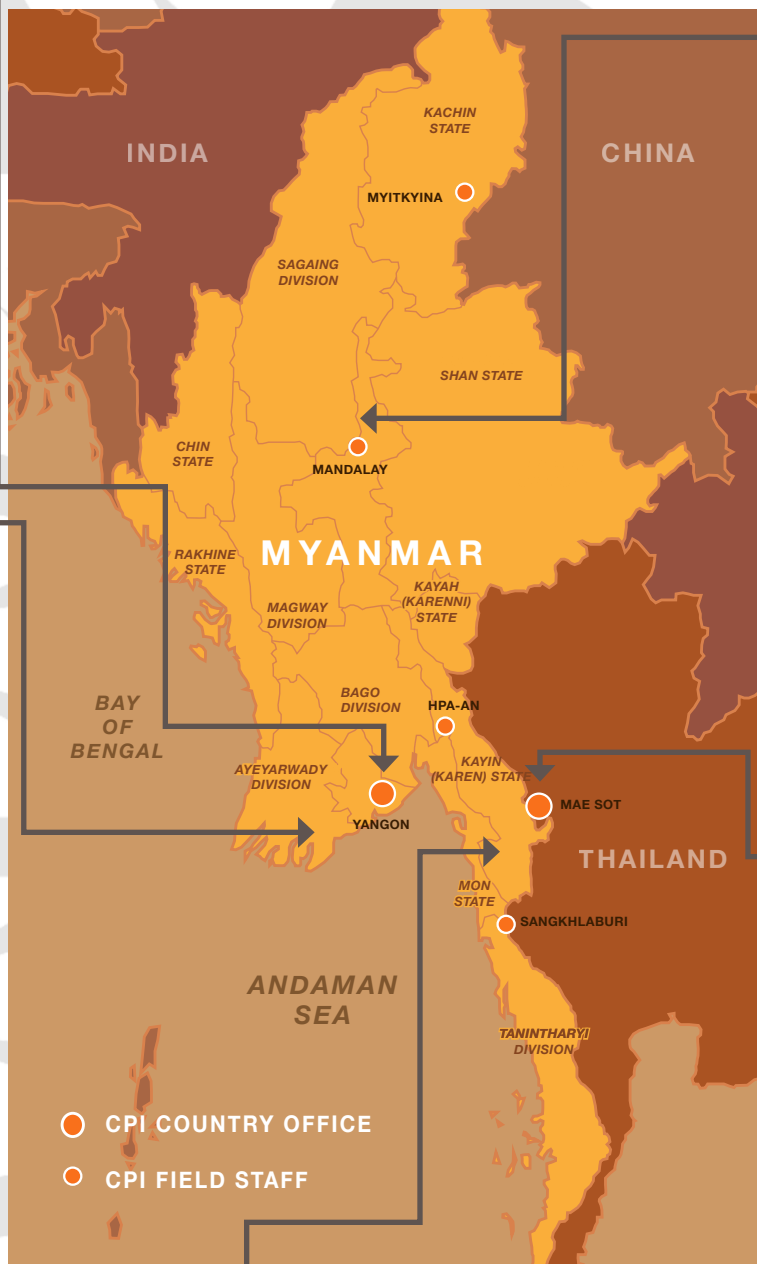 KACHIN
STATE
INDIA
CHINA
MYITKYINA
SAGAING
DIVISION
SHAN STATE
CHIN
STATE
MANDALAY
MYANMAR
RAKHINE
STATE
KAYAH
(KARENNI)
STATE
MAGWAY
DIVISION
BAY
OF
BENGAL
BAGO
DIVISION
HPA-AN
AYEYARWADY
DIVISION
KAYIN
(KAREN) STATE
MAE SOT
YANGON
THAILAND
MON
STATE
SANGKHLABURI
ANDAMAN
SEA
TANINTHARYI
DIVISION
CPI COUNTRY OFFICE
CPI FIELD STAFF